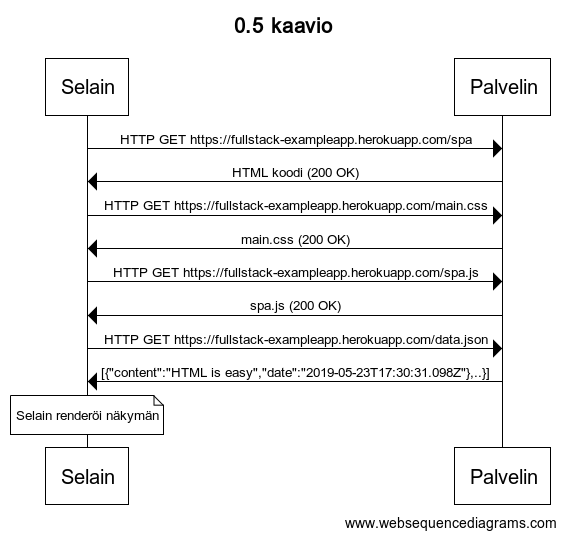 0.5 kaavio
Selain
Palvelin
HTTP GET https://fullstack-exampleapp.herokuapp.com/spa
HTML koodi (200 OK)
HTTP GET https://fullstack-exampleapp.herokuapp.com/main.css
main.css (200 OK)
HTTP GET https://fullstack-exampleapp.herokuapp.com/spa.js
spa.js (200 OK)
HTTP GET https://fullstack-exampleapp.herokuapp.com/data.json
[{"content":"HTML is easy","date":"2019-05-23T17:30:31.098Z"},..}]
Selain renderöi näkymän
Selain
Palvelin
www.websequencediagrams.com